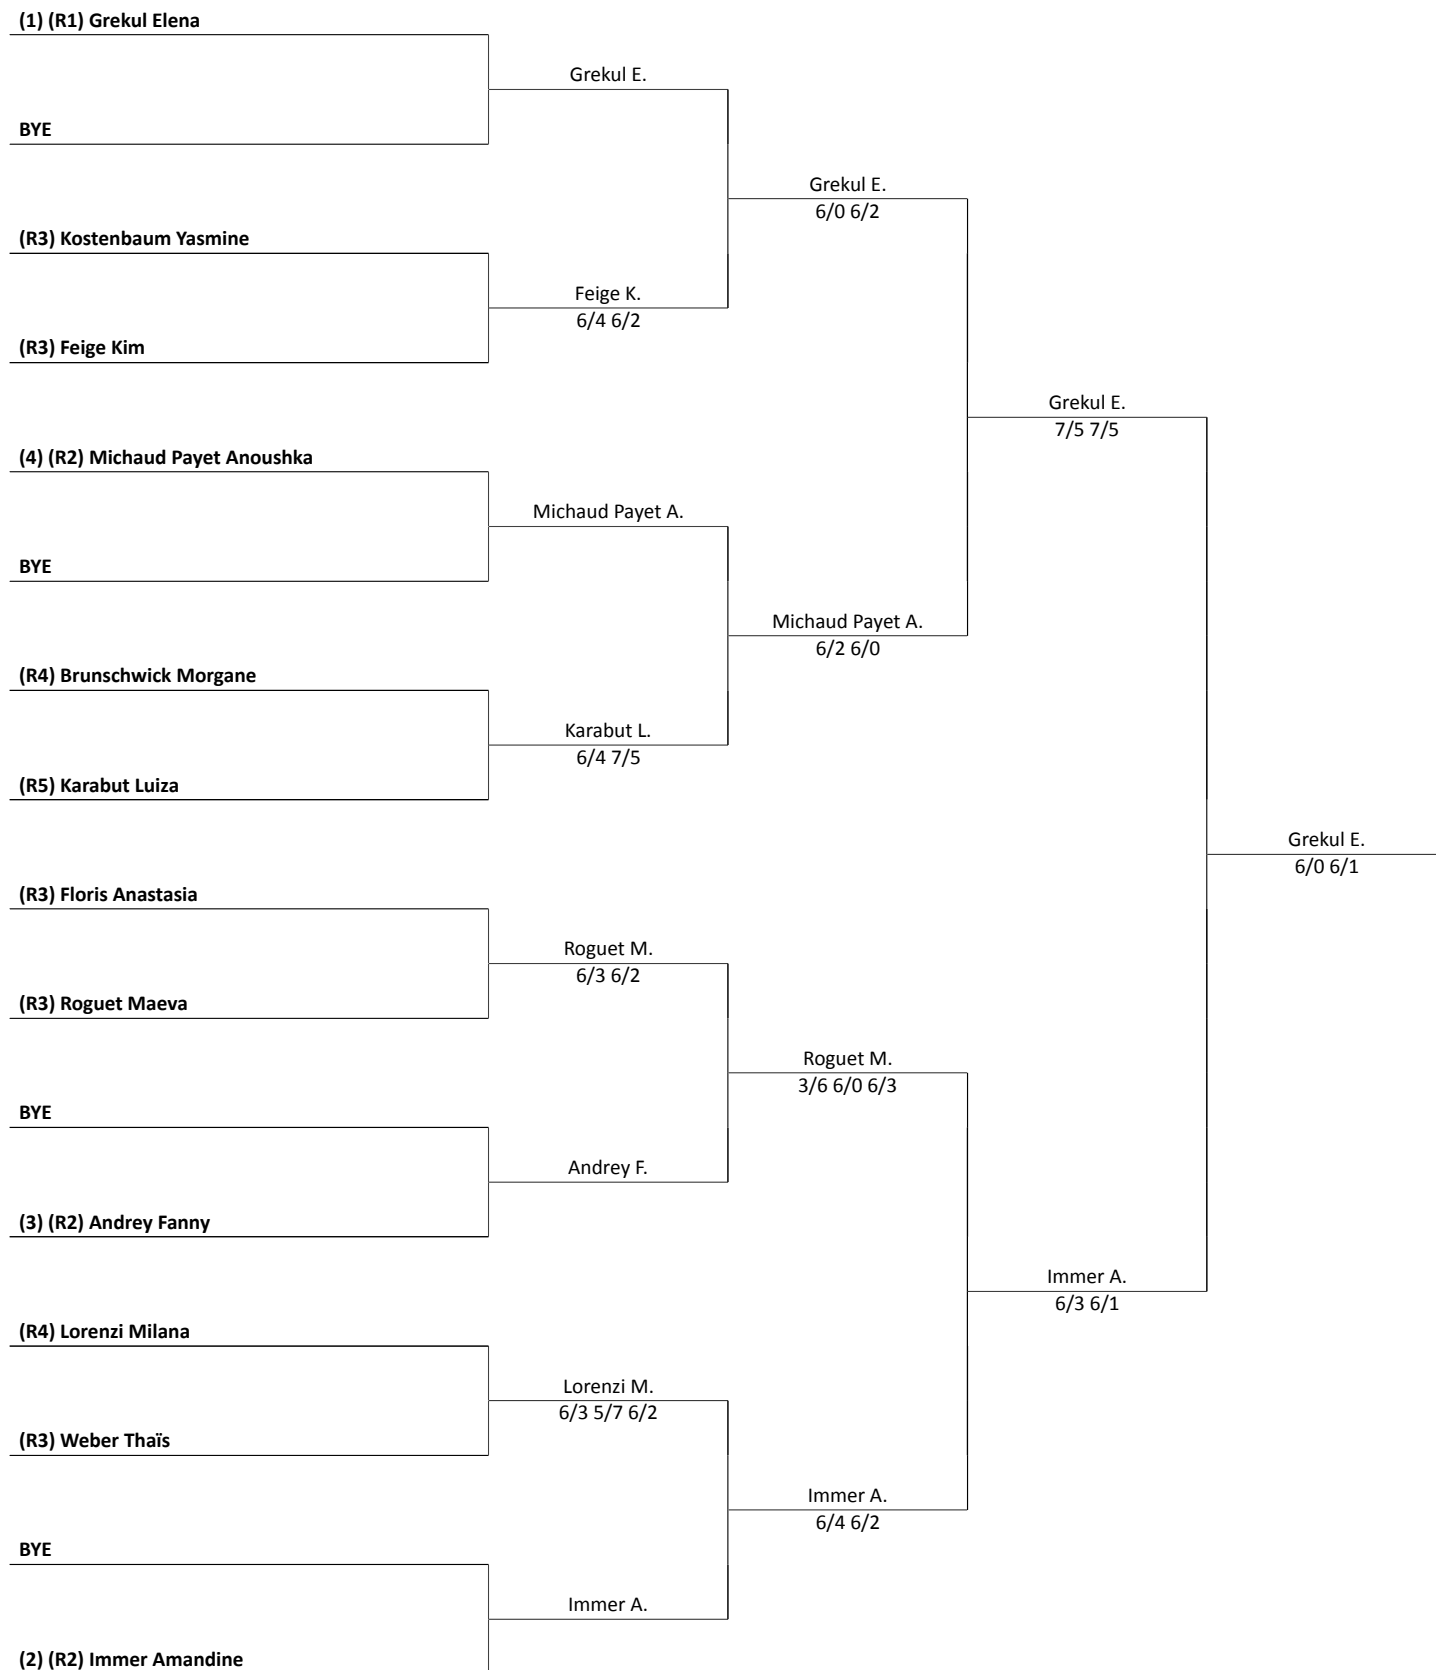 (1) (R1) Grekul Elena
Grekul E.
BYE
Grekul E.
6/0 6/2
(R3) Kostenbaum Yasmine
Feige K.
6/4 6/2
(R3) Feige Kim
Grekul E.
7/5 7/5
(4) (R2) Michaud Payet Anoushka
Michaud Payet A.
BYE
Michaud Payet A.
6/2 6/0
(R4) Brunschwick Morgane
Karabut L.
6/4 7/5
(R5) Karabut Luiza
Grekul E.
6/0 6/1
(R3) Floris Anastasia
Roguet M.
6/3 6/2
(R3) Roguet Maeva
Roguet M.
3/6 6/0 6/3
BYE
Andrey F.
(3) (R2) Andrey Fanny
Immer A.
6/3 6/1
(R4) Lorenzi Milana
Lorenzi M.
6/3 5/7 6/2
(R3) Weber Thaïs
Immer A.
6/4 6/2
BYE
Immer A.
(2) (R2) Immer Amandine